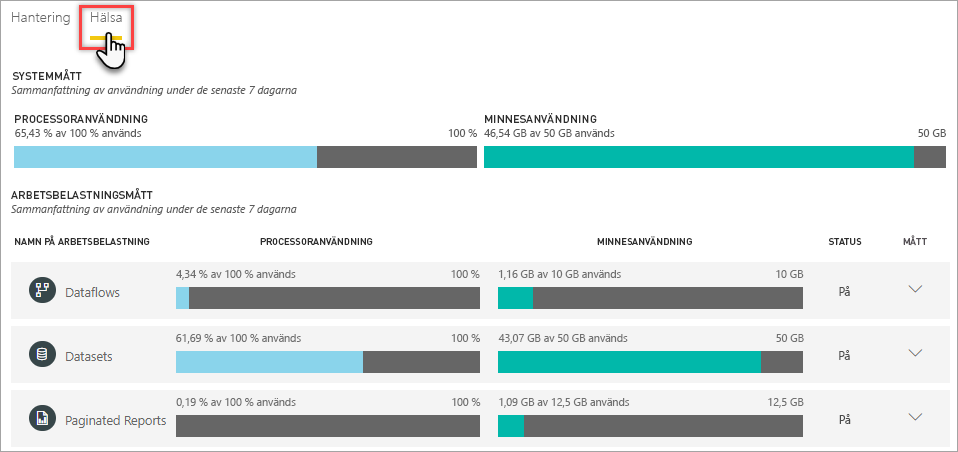 Hantering Hälsa
SYSTEMMÅTT
Sammanfattning av användning under de senaste 7 dagarna
PROCESSORANVÄNDNING MINNESANVÄNDNING
65,43 % av 100 % används 100 % 46,54 GB av 50 GB används 50 GB
ARBETSBELASTNINGSMÅTT
Sammanfattning av användning under de senaste 7 dagarna
NAMN PÅ ARBETSBELASTNING PROCESSORANVÄNDNING MINNESANVÄNDNING STATUS MÅTT
4,34 % av 100 % används 100 % 1,16 GB av 10 GB används 10 GB
Dataflows På
61,69 % av 100 % används 100 % 43,07 GB av 50 GB används 50 GB
Datasets På
0,19 % av 100 % används 100 % 1,09 GB av 12,5 GB används 12,5 GB
Paginated Reports På